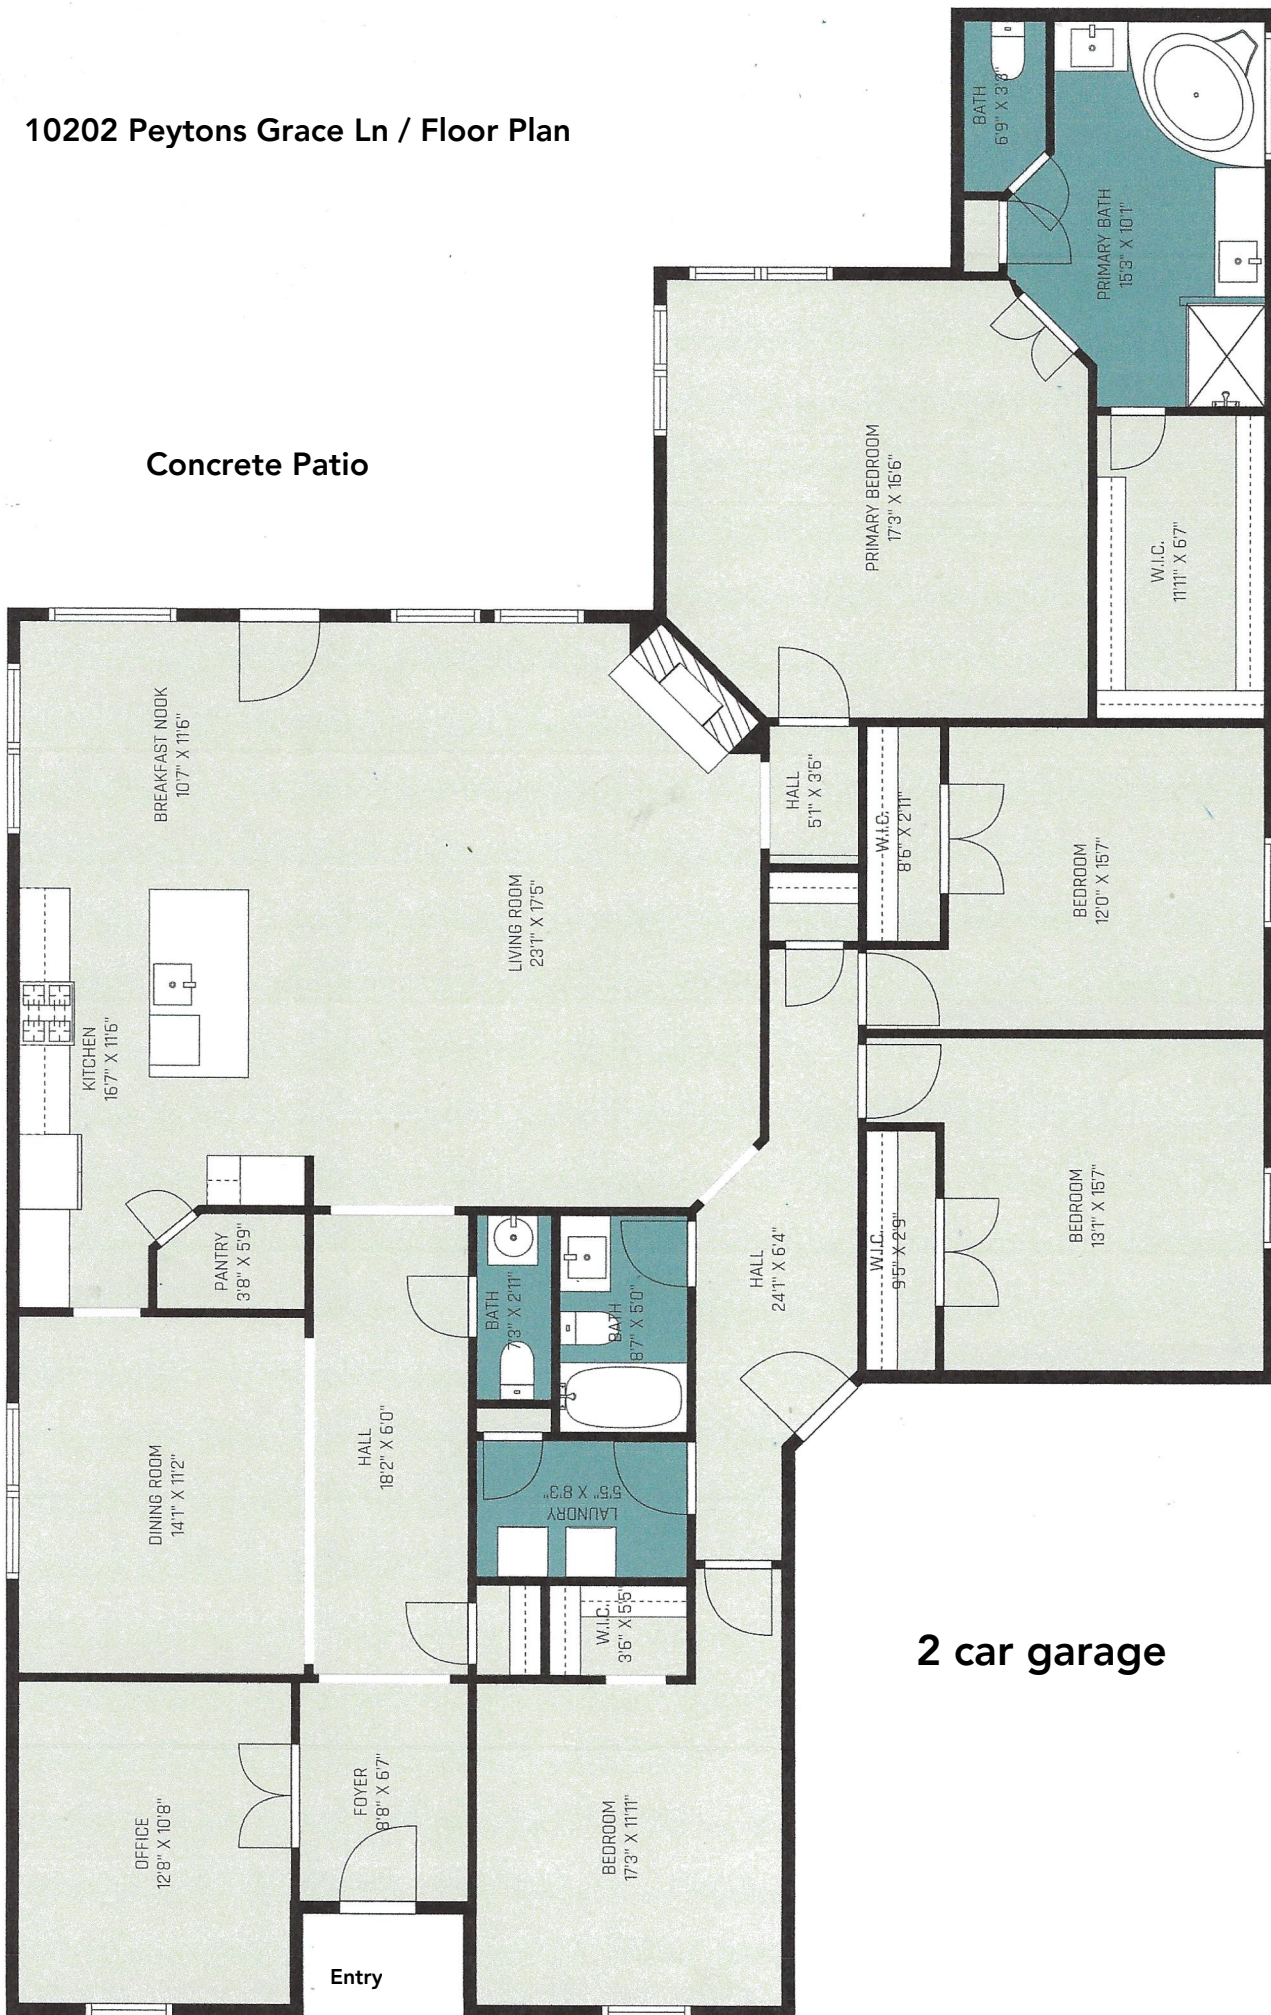 10202 Peytons Grace Ln / Floor Plan
BATH
6'9" X 3'3"
PRIMARY BATH
15'3" X 10'1"
Concrete Patio
PRIMARY BEDROOM
17'3" X 16'6"
W.I.C.
11'11" X 6'7"
BREAKFAST NOOK
10'7" X 11'6"
HALL
5'1" X 3'6"
W.I.C.
8'6" X 2'11"
BEDROOM
12'0" X 15'7"
LIVING ROOM
23'1" X 17'5"
KITCHEN
16'7" X 11'6"
PANTRY
3'8" X 5'9"
BATH
7'3" X 2'11"
BATH
8'7" X 5'0"
HALL
24'1" X 6'4"
W.I.C.
9'5" X 2'9"
BEDROOM
13'1" X 15'7"
DINING ROOM
14'1" X 11'2"
HALL
18'2" X 6'0"
LAUNDRY
5'5" X 8'3"
W.I.C.
3'6" X 5'5"
2 car garage
OFFICE
12'8" X 10'8"
FOYER
8'8" X 6'7"
BEDROOM
17'3" X 11'11"
Entry